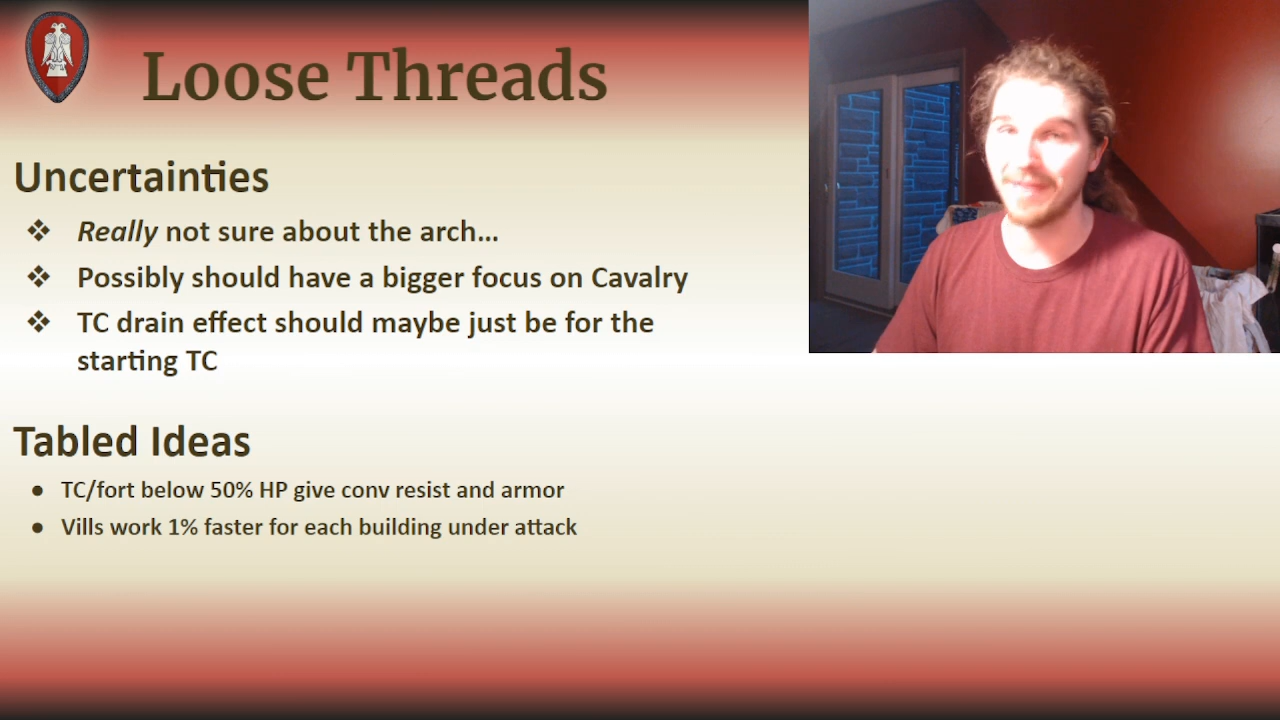 Loose Threads
Uncertainties
❖ Really not sure about the arch...
❖ Possibly should have a bigger focus on Cavalry
❖ TC drain effect should maybe just be for the
starting TC
Tabled Ideas
● TC/fort below 50% HP give conv resist and armor
● Vills work 1% faster for each building under attack